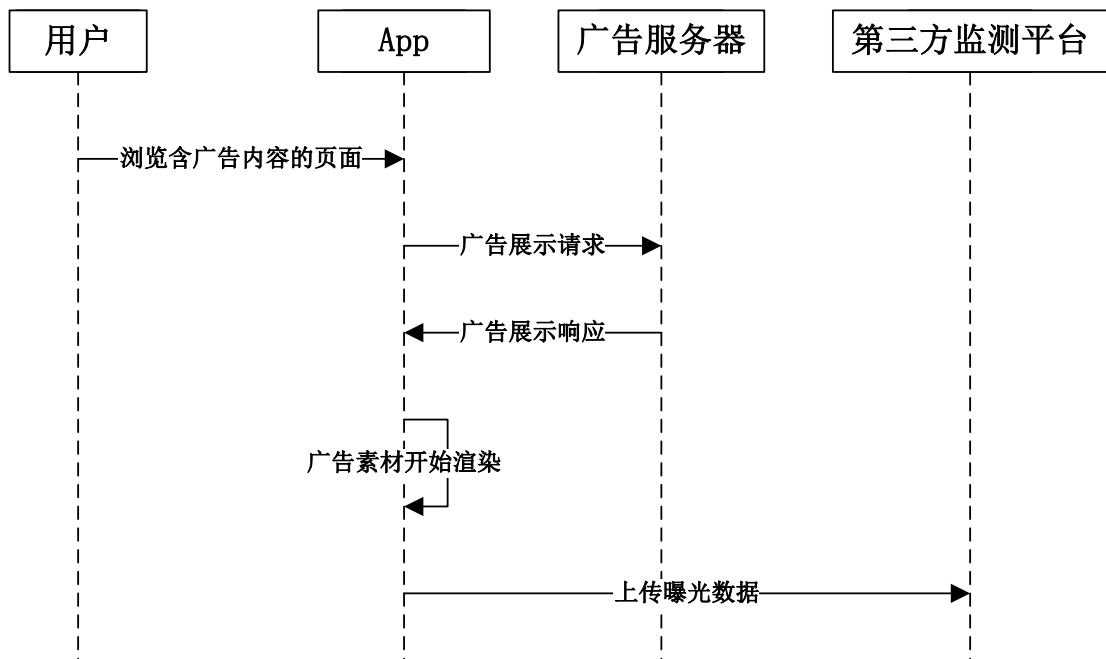 用户
App
广告服务器
第三方监测平台
浏览含广告内容的页面
广告展示请求
广告展示响应
广告素材开始渲染
上传曝光数据